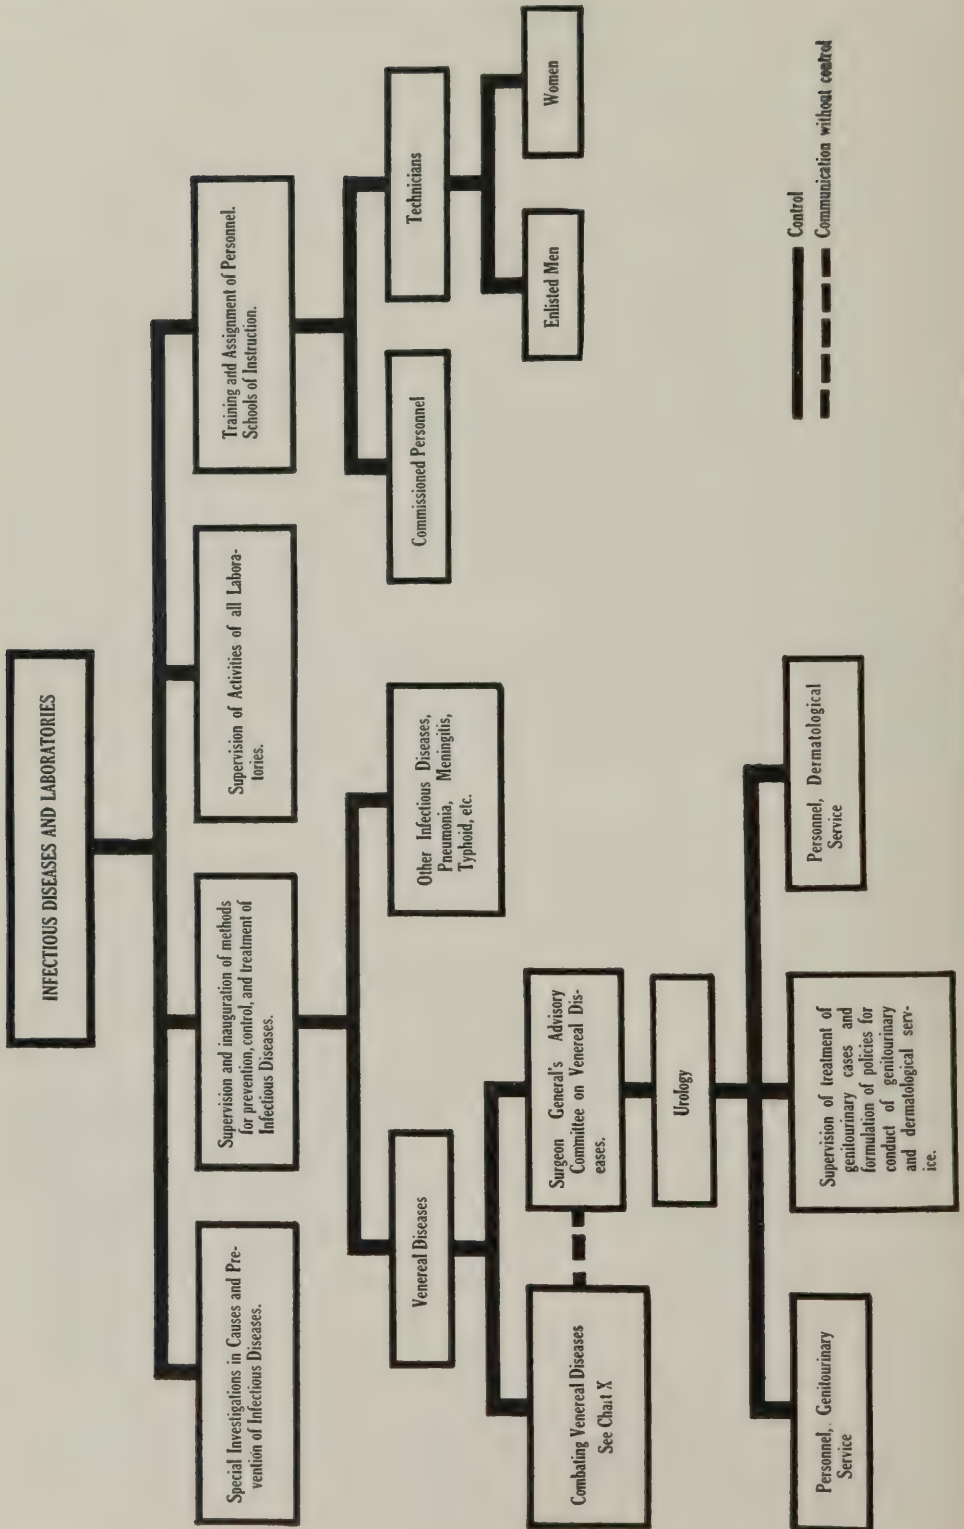 INFECTIOUS DISEASES AND LABORATORIES
Special Investigations in Causes and Pre-
vention of Infectious Diseases.
Supervision and inauguration of methods
for prevention, control, and treatment of
Infectious Diseases.
Supervision of Activities of all Labora-
tories.
Training and Assignment of Personnel.
Schools of Instruction.
Venereal Diseases
Other Infectious Diseases,
Pneumonia, Meningitis,
Typhoid, etc.
Commissioned Personnel
Technicians
Combating Venereal Diseases
See Chart X
Surgeon General's Advisory
Committee on Venereal Dis-
eases.
Enlisted Men
Women
Urology
Personnel,. Genitourinary
Service
Supervision of treatment of
genitourinary cases and
formulation of policies for
conduct of genitourinary
and dermatological serv-
ice.
Personnel, Dermatological
Service
Control
Communication without control